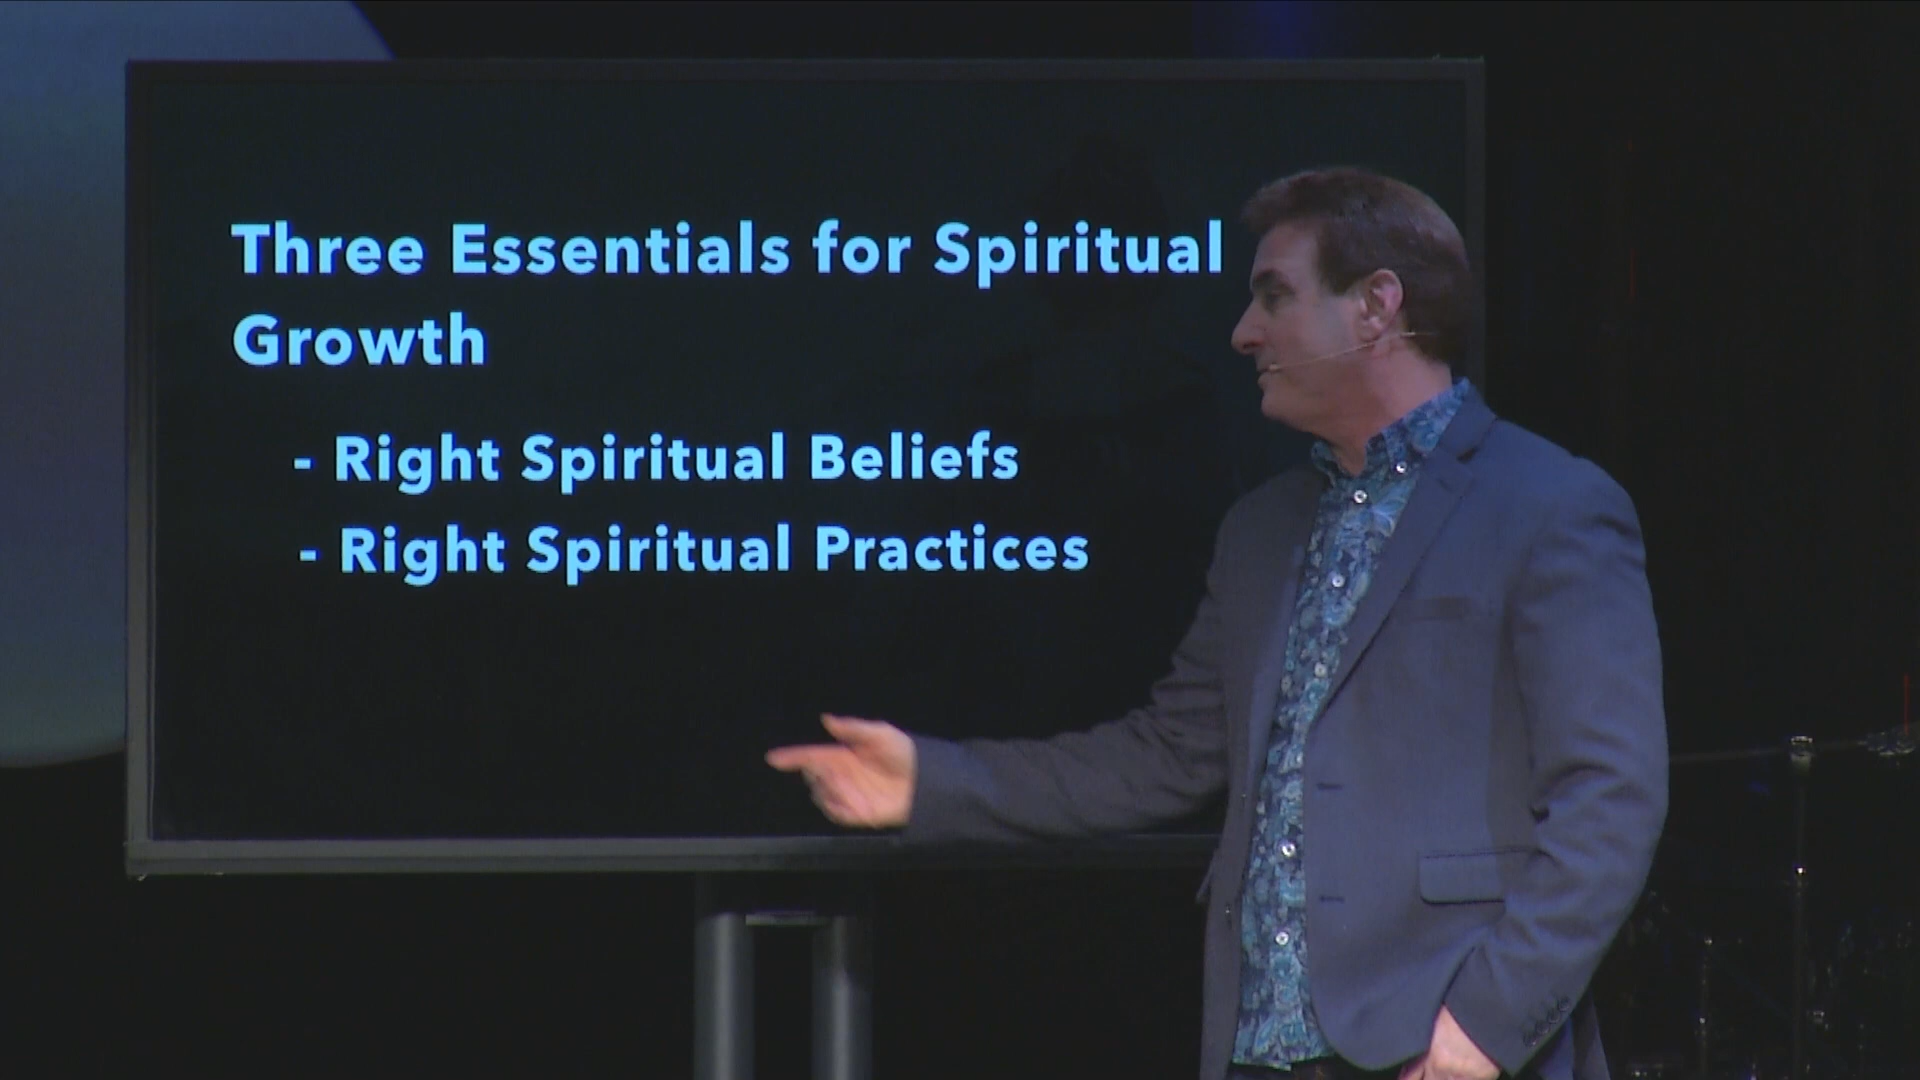 Three Essentials for Spiritual
Growth
- Right Spiritual Beliefs
- Right Spiritual Practices